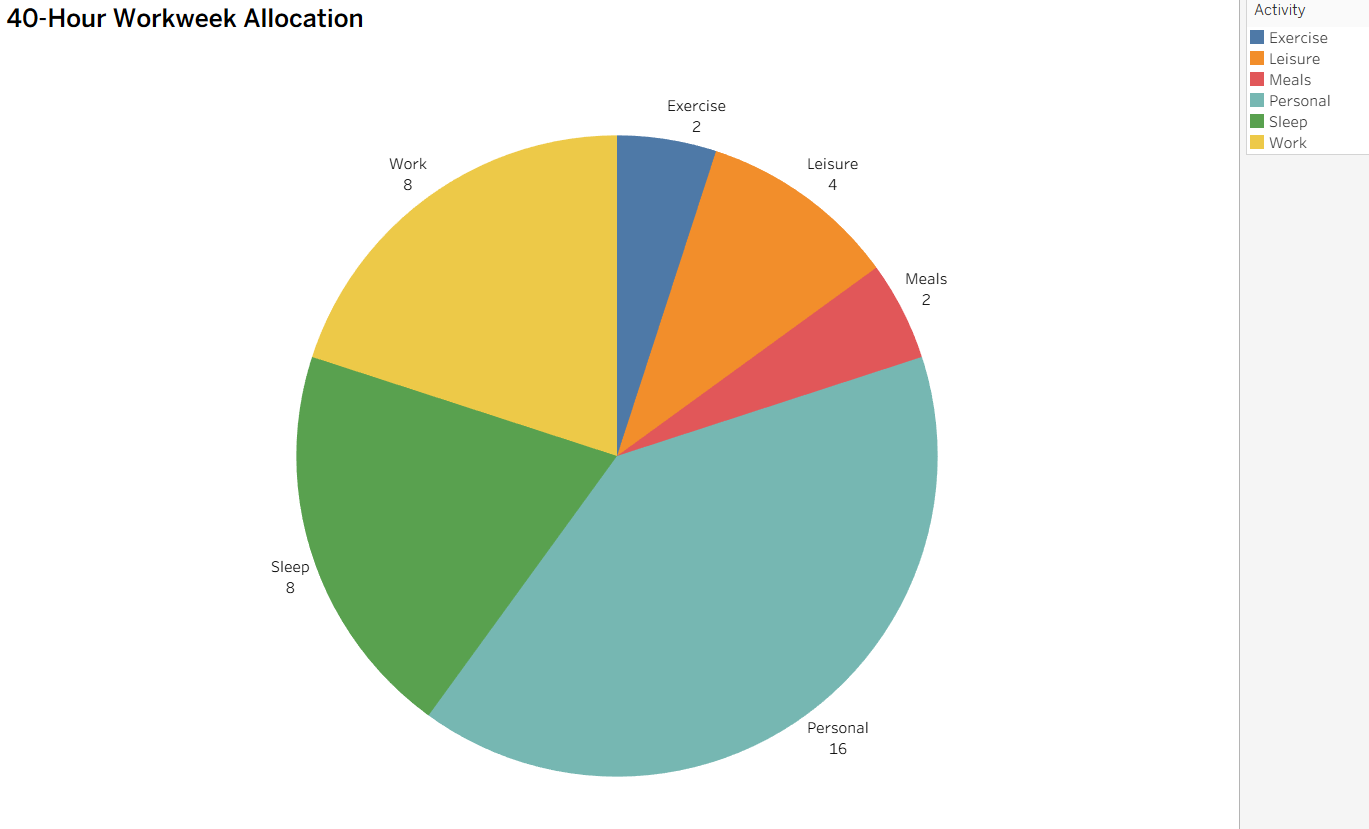 40-Hour Workweek Allocation
Exercise
2
Leisure
4
Meals
2
Personal
16
Sleep
8
Work
8
Activity
Exercise
Leisure
Meals
Personal
Sleep
Work